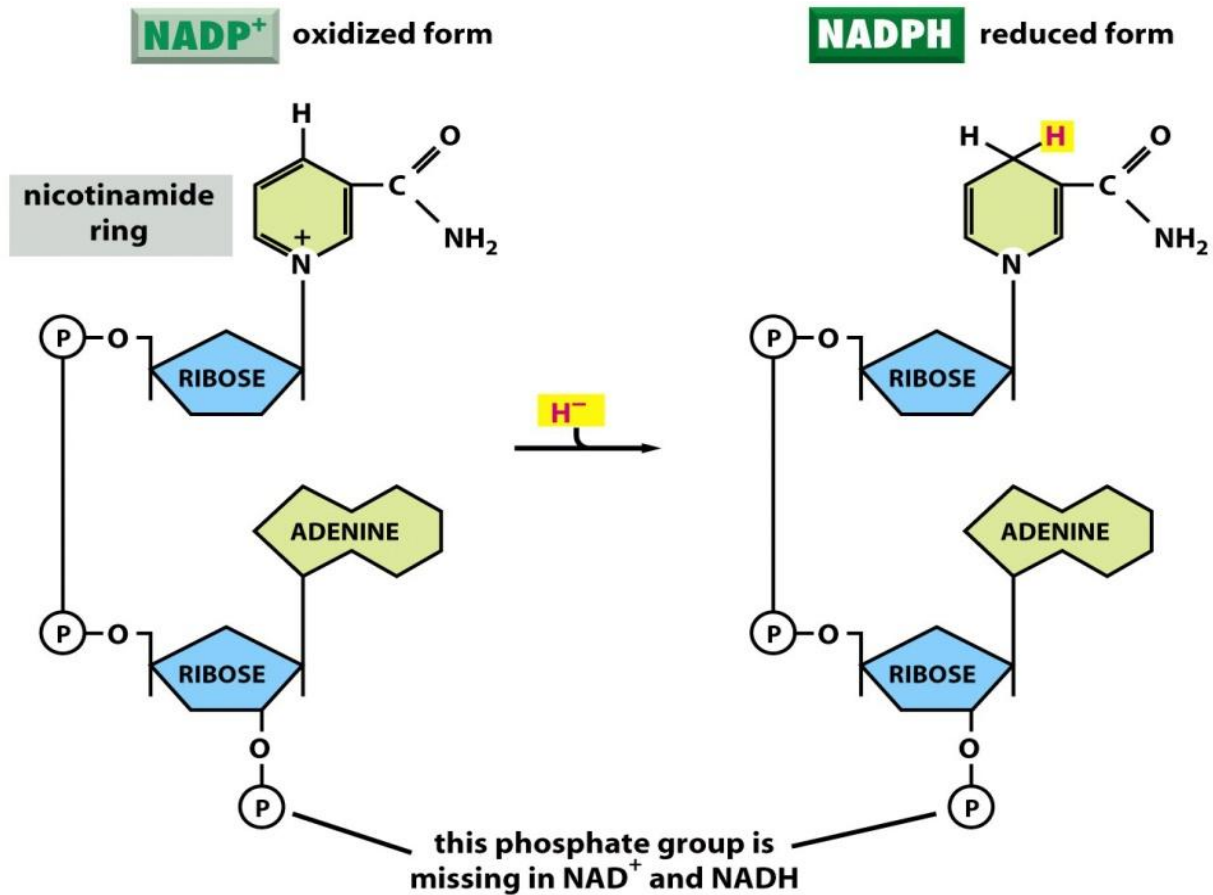 NADP⁺ oxidized form
NADPH reduced form
H
O
C
NH₂
nicotinamide
ring
+
N
P
O
RIBOSE
ADENINE
P
O
RIBOSE
O
P
H⁻
H
H
O
C
NH₂
N
P
O
RIBOSE
ADENINE
P
O
RIBOSE
O
P
this phosphate group is
missing in NAD⁺ and NADH